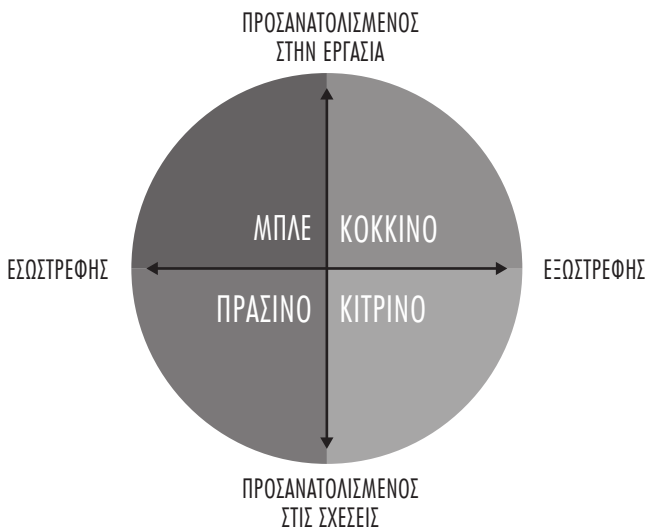 ΠΡΟΣΑΝΑΤΟΛΙΣΜΕΝΟΣ
ΣΤΗΝ ΕΡΓΑΣΙΑ
ΜΠΛΕ ΚΟΚΚΙΝΟ
ΕΣΩΣΤΡΕΦΗΣ ΕΞΩΣΤΡΕΦΗΣ
ΠΡΑΣΙΝΟ ΚΙΤΡΙΝΟ
ΠΡΟΣΑΝΑΤΟΛΙΣΜΕΝΟΣ
ΣΤΙΣ ΣΧΕΣΕΙΣ